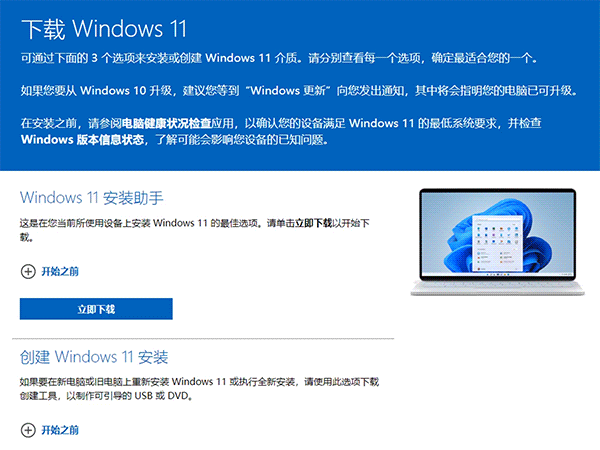 下载 Windows 11
可通过下面的 3 个选项来安装或创建 Windows 11 介质。请分别查看每一个选项，确定最适合您的一个。
如果您要从 Windows 10 升级，建议您等到“Windows 更新”向您发出通知，其中将会指明您的电脑已可升级。
在安装之前，请参阅电脑健康状况检查应用，以确认您的设备满足 Windows 11 的最低系统要求，并检查
Windows 版本信息状态，了解可能会影响您设备的已知问题。
Windows 11 安装助手
这是在您当前所使用设备上安装 Windows 11 的最佳选项。请单击立即下载以开始下
载。
开始之前
立即下载
创建 Windows 11 安装
如果要在新电脑或旧电脑上重新安装 Windows 11 或执行全新安装，请使用此选项下载
创建工具，以制作可引导的 USB 或 DVD。
开始之前